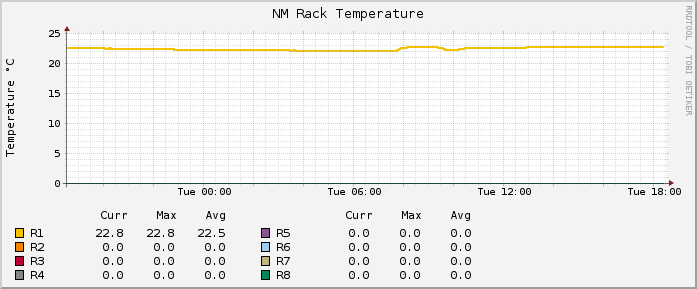 NM Rack Temperature
RRDTOOL / TOBI OETIKER
Temperature °C
25
20
15
10
5
0
Tue 00:00 Tue 06:00 Tue 12:00 Tue 18:00
Curr Max Avg Curr Max Avg
R1 22.8 22.8 22.5 R5 0.0 0.0 0.0
R2 0.0 0.0 0.0 R6 0.0 0.0 0.0
R3 0.0 0.0 0.0 R7 0.0 0.0 0.0
R4 0.0 0.0 0.0 R8 0.0 0.0 0.0